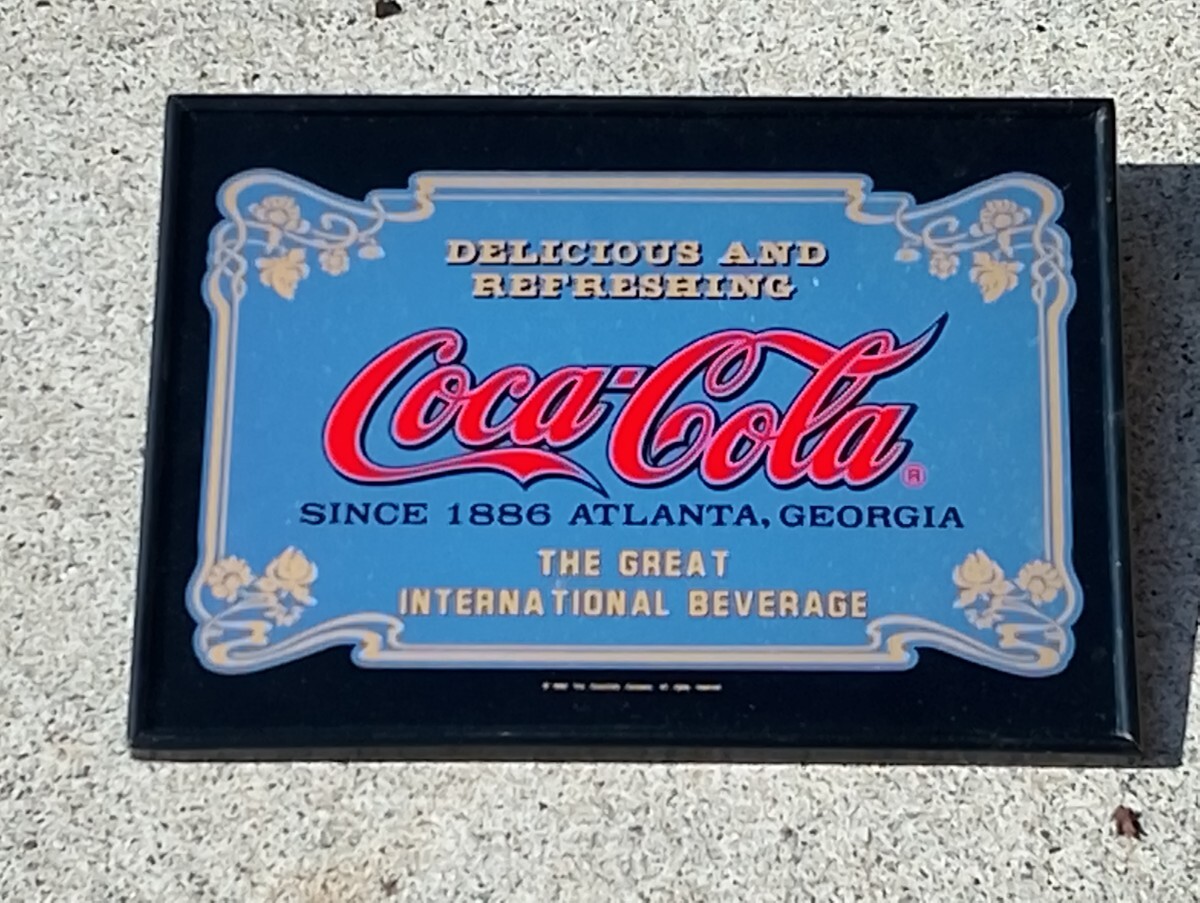 DELICIOUS AND
REFRESHING
Coca-Cola ®
SINCE 1886 ATLANTA, GEORGIA
THE GREAT
INTERNATIONAL BEVERAGE